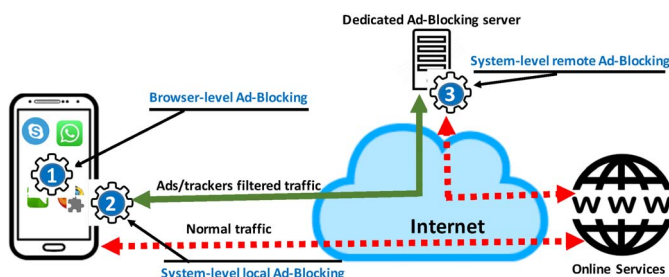 Dedicated Ad-Blocking server
System-level remote Ad-Blocking
3
Browser-level Ad-Blocking
1
2
Ads/trackers filtered traffic
WWW
Normal traffic
Internet
Online Services
System-level local Ad-Blocking